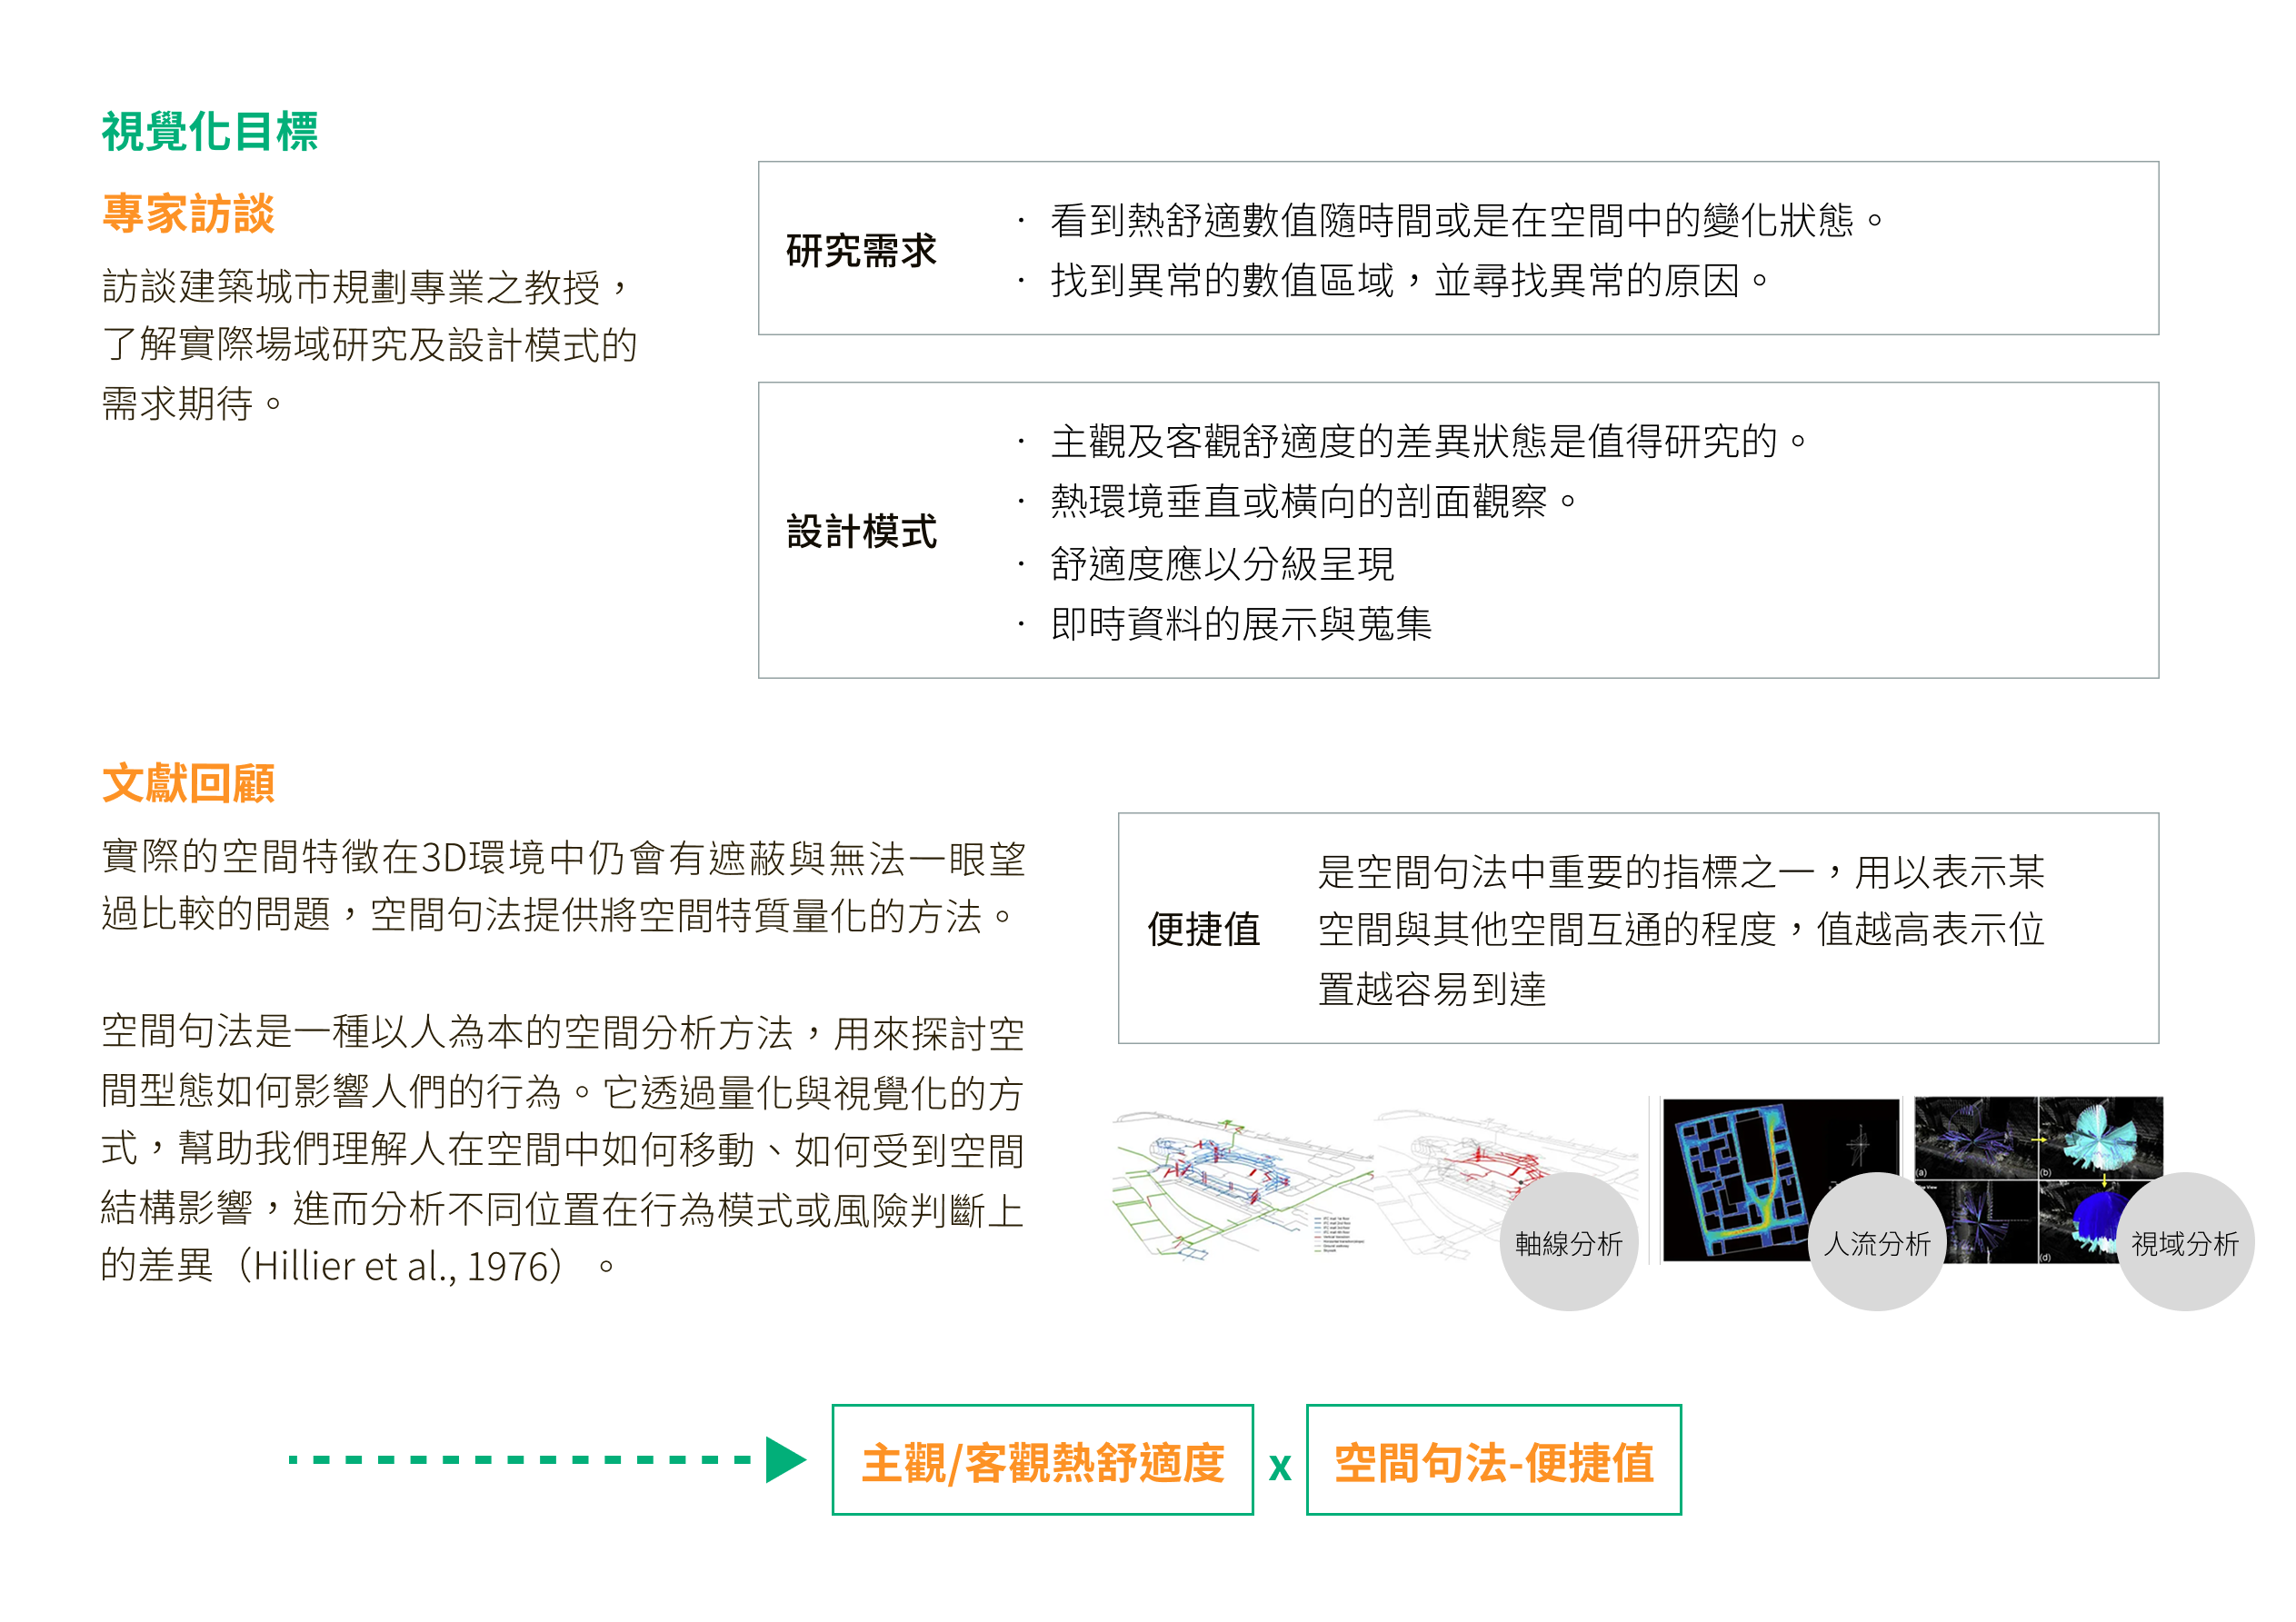 視覺化目標
專家訪談
訪談建築城市規劃專業之教授，
了解實際場域研究及設計模式的
需求期待。
研究需求
· 看到熱舒適數值隨時間或是在空間中的變化狀態。
· 找到異常的數值區域，並尋找異常的原因。
設計模式
· 主觀及客觀舒適度的差異狀態是值得研究的。
· 熱環境垂直或橫向的剖面觀察。
· 舒適度應以分級呈現
· 即時資料的展示與蒐集
文獻回顧
實際的空間特徵在3D環境中仍會有遮蔽與無法一眼望
過比較的問題，空間句法提供將空間特質量化的方法。
空間句法是一種以人為本的空間分析方法，用來探討空
間型態如何影響人們的行為。它透過量化與視覺化的方
式，幫助我們理解人在空間中如何移動、如何受到空間
結構影響，進而分析不同位置在行為模式或風險判斷上
的差異（Hillier et al., 1976）。
便捷值
是空間句法中重要的指標之一，用以表示某
空間與其他空間互通的程度，值越高表示位
置越容易到達
(a)
(b)
(d)
軸線分析
人流分析
視域分析
主觀/客觀熱舒適度
x
空間句法-便捷值